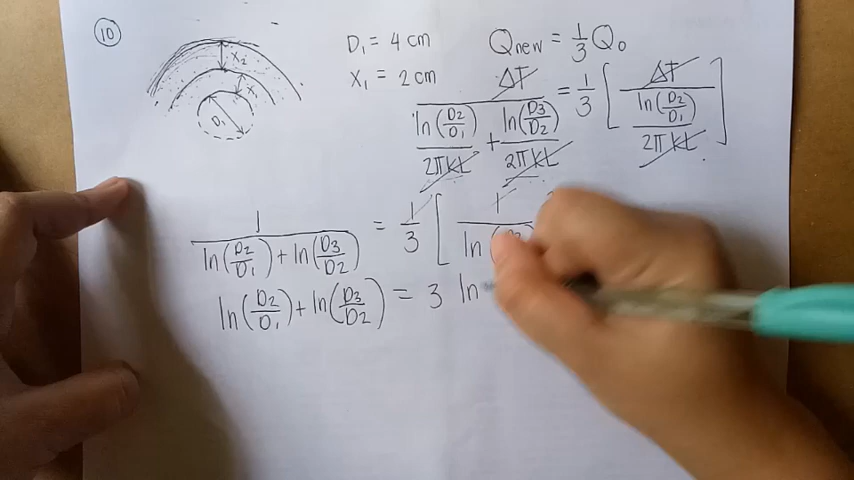 10
D₁ = 4 cm
X₁ = 2 cm
Qnew = 1/3 Q₀
X₂
X₁
D₁
ΔT / (ln(D2/D1)/2πkL + ln(D3/D2)/2πkL) = 1/3 [ΔT / (ln(D2/D1)/2πkL)]
1 / (ln(D2/D1) + ln(D3/D2)) = 1/3 [1 / ln(
ln(D2/D1) + ln(D3/D2) = 3 ln